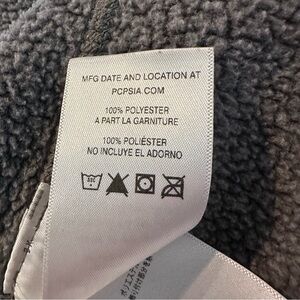 MFG DATE AND LOCATION AT
PCPSIA.COM
100% POLYESTER
A PART LA GARNITURE
100% POLIÉSTER
NO INCLUYE EL ADORNO